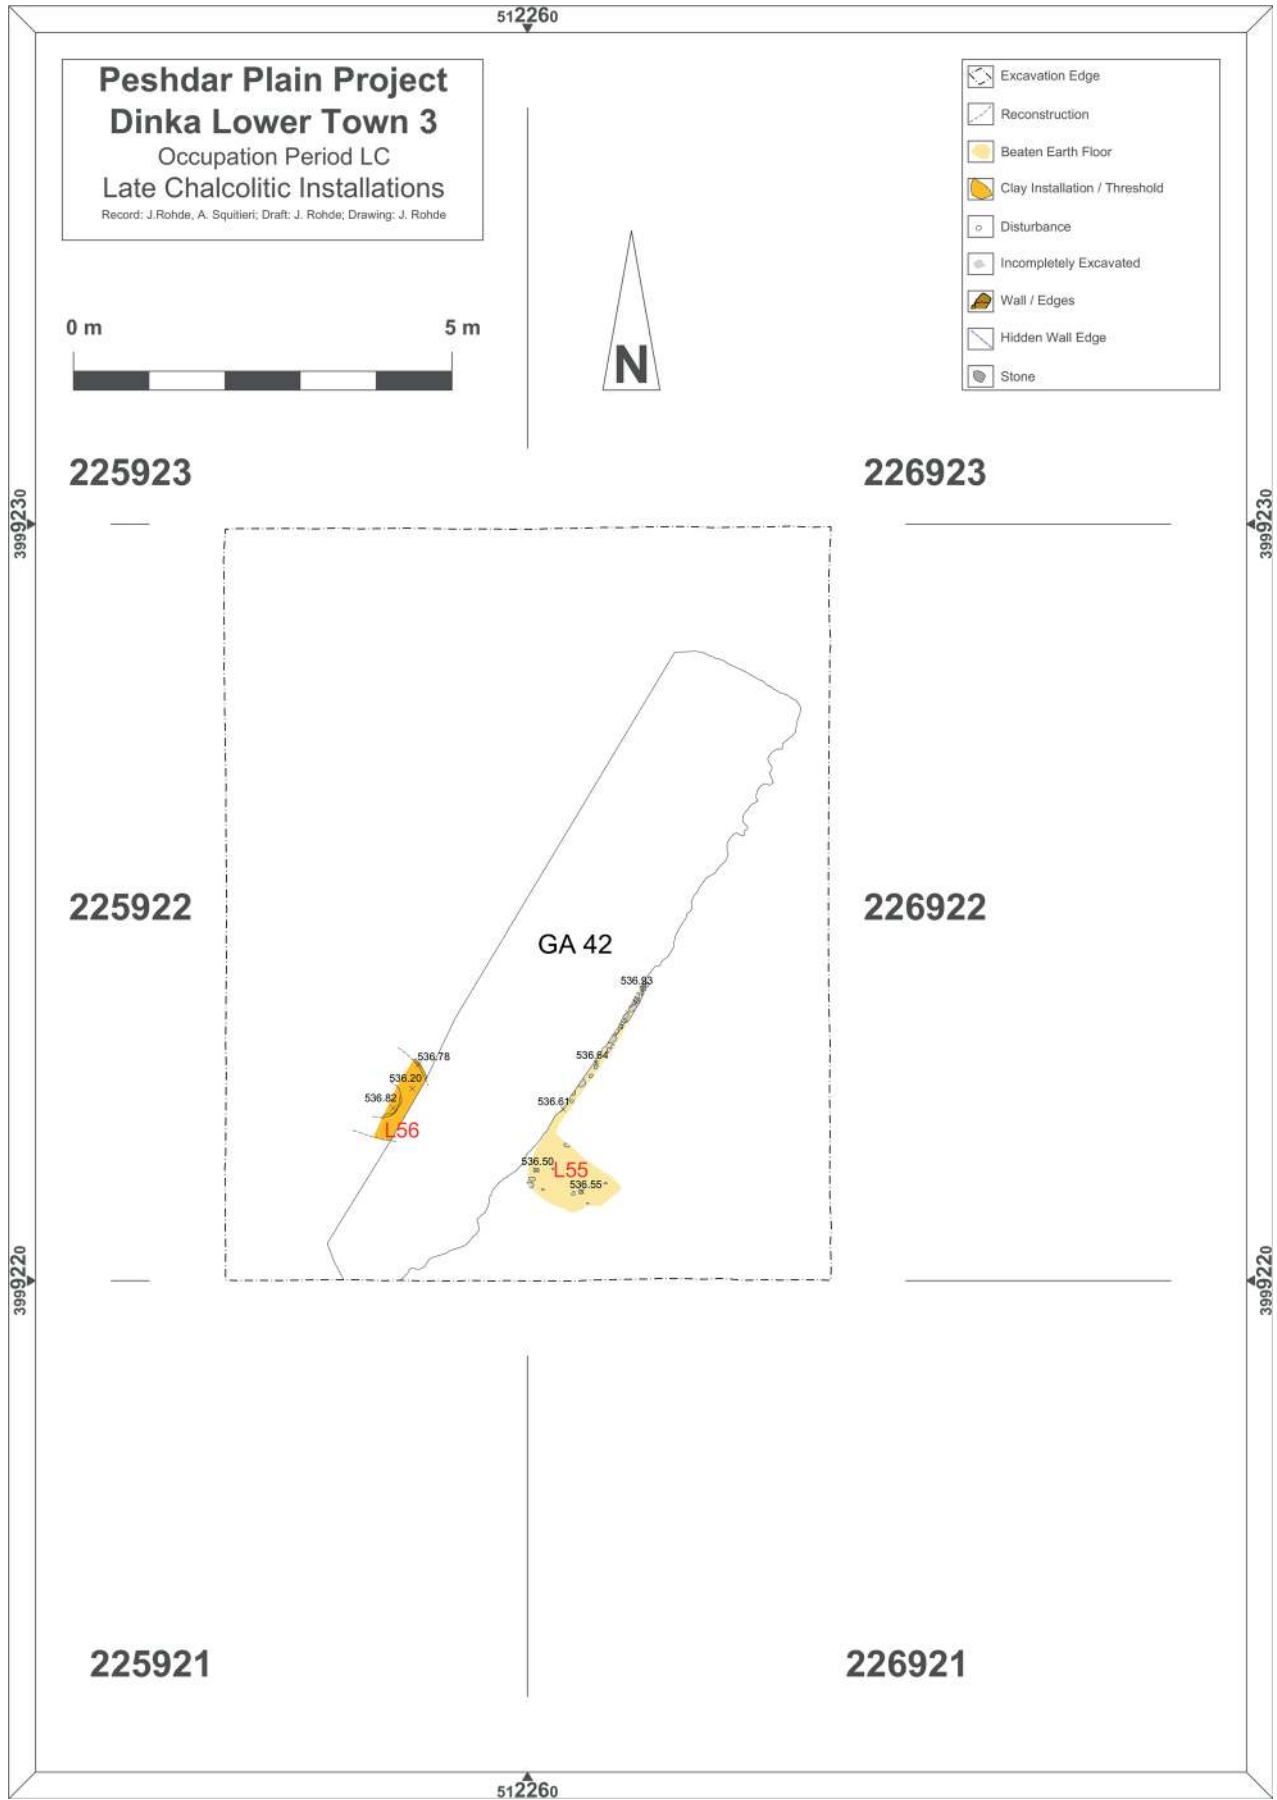 512260
Peshdar Plain Project
Dinka Lower Town 3
Occupation Period LC
Late Chalcolitic Installations
Record: J.Rohde, A. Squitieri; Draft: J. Rohde; Drawing: J. Rohde
Excavation Edge
Reconstruction
Beaten Earth Floor
Clay Installation / Threshold
Disturbance
Incompletely Excavated
Wall / Edges
Hidden Wall Edge
Stone
0 m 5 m
N
225923 226923
3999230 3999230
225922 226922
GA 42
536.93
536.78
536.64
536.20
536.82
536.61
L56
536.50
L55
536.55
3999220 3999220
225921 226921
512260